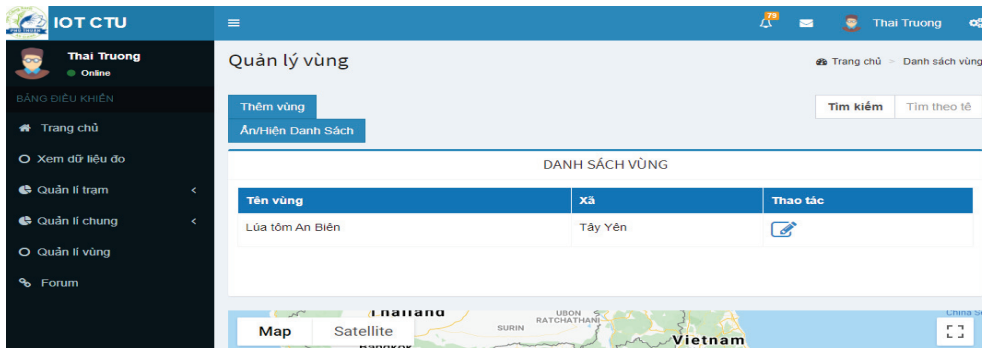 IOT CTU
79
Thai Truong
Thai Truong
Online
BẢNG ĐIỀU KHIỂN
Trang chủ
Xem dữ liệu đo
Quản lí trạm
Quản lí chung
Quản lí vùng
Forum
Quản lý vùng
Trang chủ > Danh sách vùng
Thêm vùng
Ẩn/Hiện Danh Sách
Tìm kiếm
Tìm theo tê
DANH SÁCH VÙNG
Tên vùng Xã Thao tác
Lúa tôm An Biên Tây Yên
Map Satellite
Thailand
Bangkok
SURIN
UBON
RATCHATHANI
Vietnam
China S